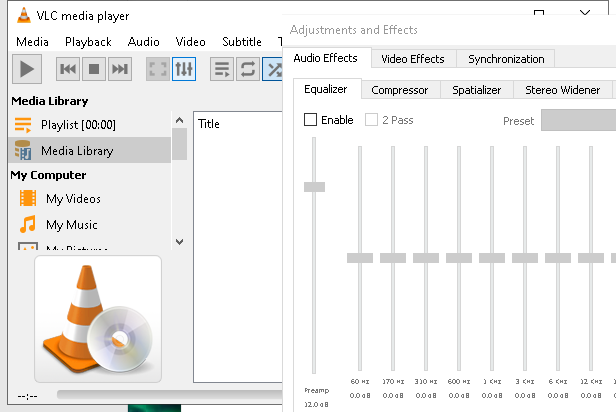 VLC media player
Media Playback Audio Video Subtitle
Media Library
Playlist [00:00]
Media Library
My Computer
My Videos
My Music
My Pictures
Title
--:--
Adjustments and Effects
Audio Effects Video Effects Synchronization
Equalizer Compressor Spatializer Stereo Widener
Enable 2 Pass Preset
60 Hz 170 Hz 310 Hz 600 Hz 1 KHz 3 KHz 6 KHz 12 KHz
Preamp 0.0 dB 0.0 dB 0.0 dB 0.0 dB 0.0 dB 0.0 dB 0.0 dB 0.0 dB
12.0 dB